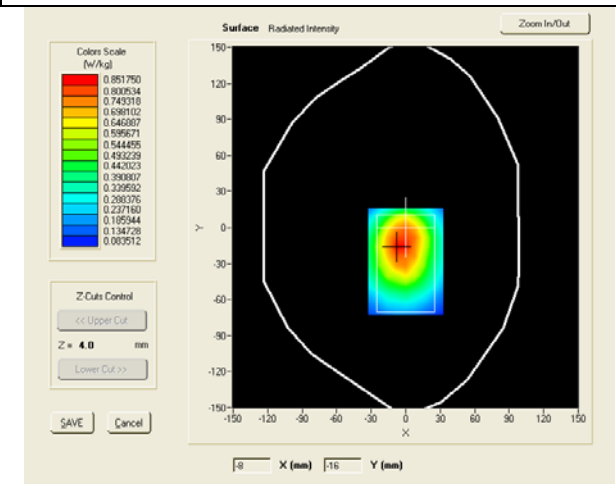 Surface Radiated Intensity
Zoom In/Out
Colors Scale
(W/kg)
0.851750
0.800534
0.749318
0.698102
0.646887
0.595671
0.544455
0.493239
0.442023
0.390807
0.339592
0.288376
0.237160
0.185944
0.134728
0.083512
Z-Cuts Control
<< Upper Cut
Z = 4.0 mm
Lower Cut >>
SAVE Cancel
150-
120-
90-
60-
30-
0-
-30-
-60-
-90-
-120-
-150-
Y
-150 -120 -90 -60 -30 0 30 60 90 120 150
X
-8 X (mm) -16 Y (mm)